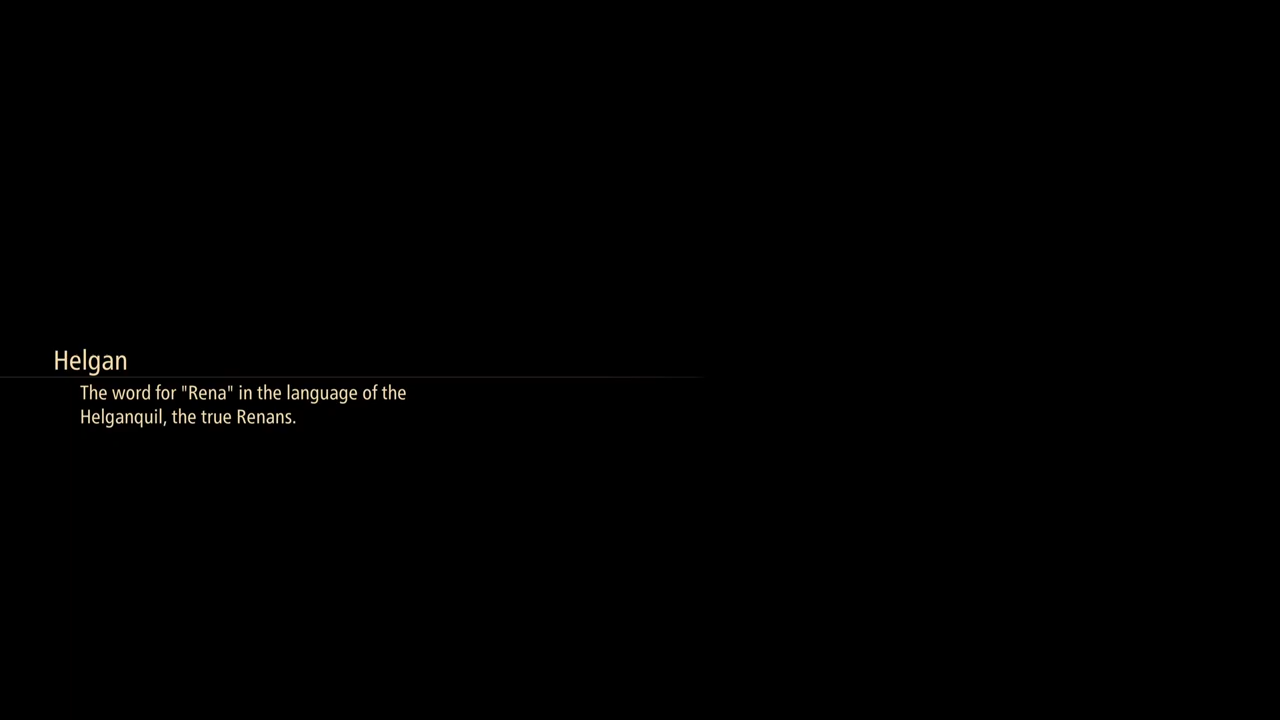 Helgan
The word for "Rena" in the language of the
Helganquil, the true Renans.